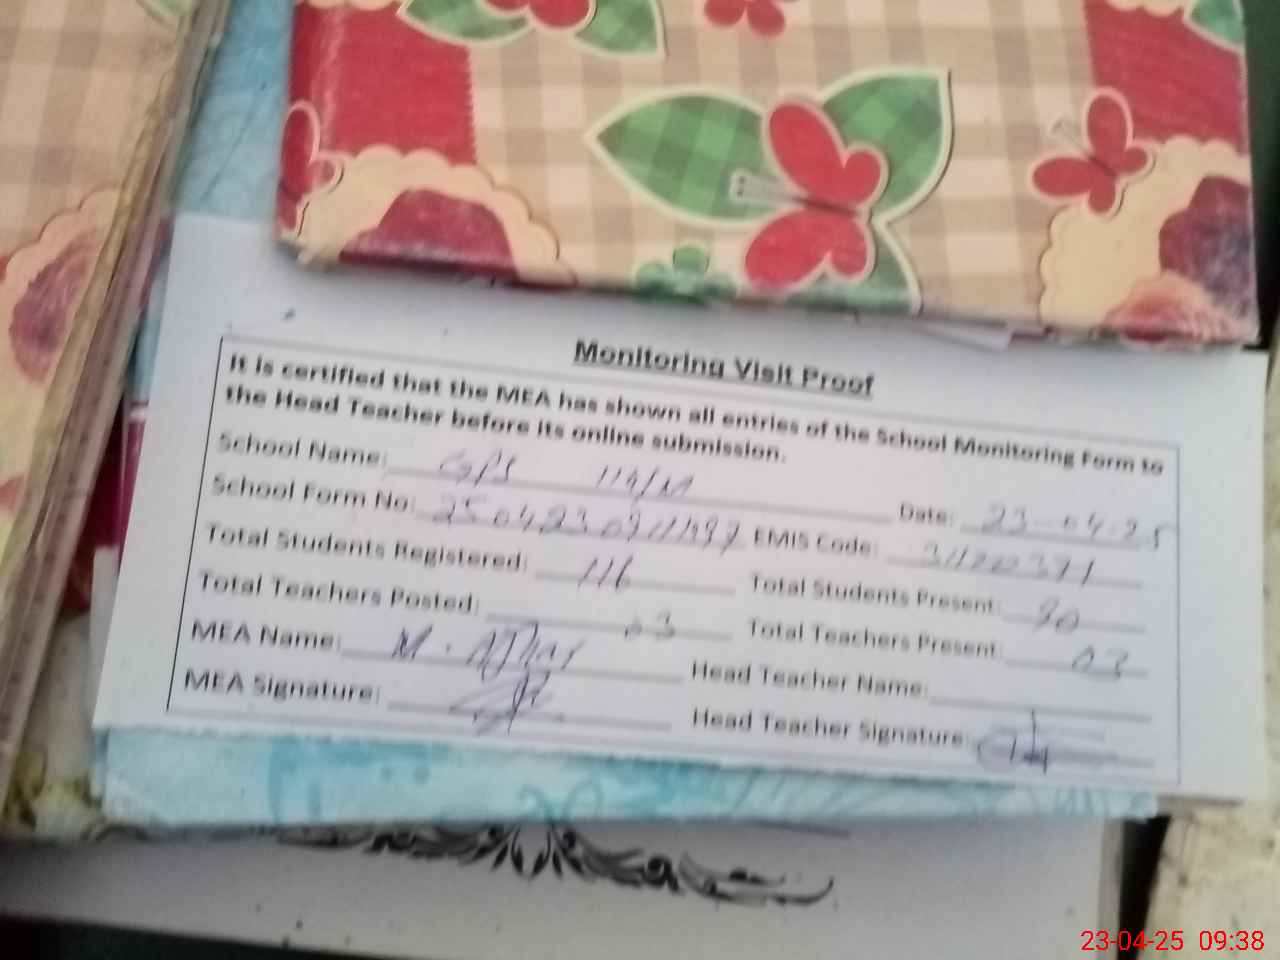 Monitoring Visit Proof
It is certified that the MEA has shown all entries of the School Monitoring Form to
the Head Teacher before its online submission.
School Name: GPS 114/M Date: 23-04-25
School Form No: EMIS Code: 31120371
Total Students Registered: 116 Total Students Present: 90
Total Teachers Posted: 03 Total Teachers Present: 03
MEA Name: M. Head Teacher Name:
MEA Signature: Head Teacher Signature:
23-04-25 09:38